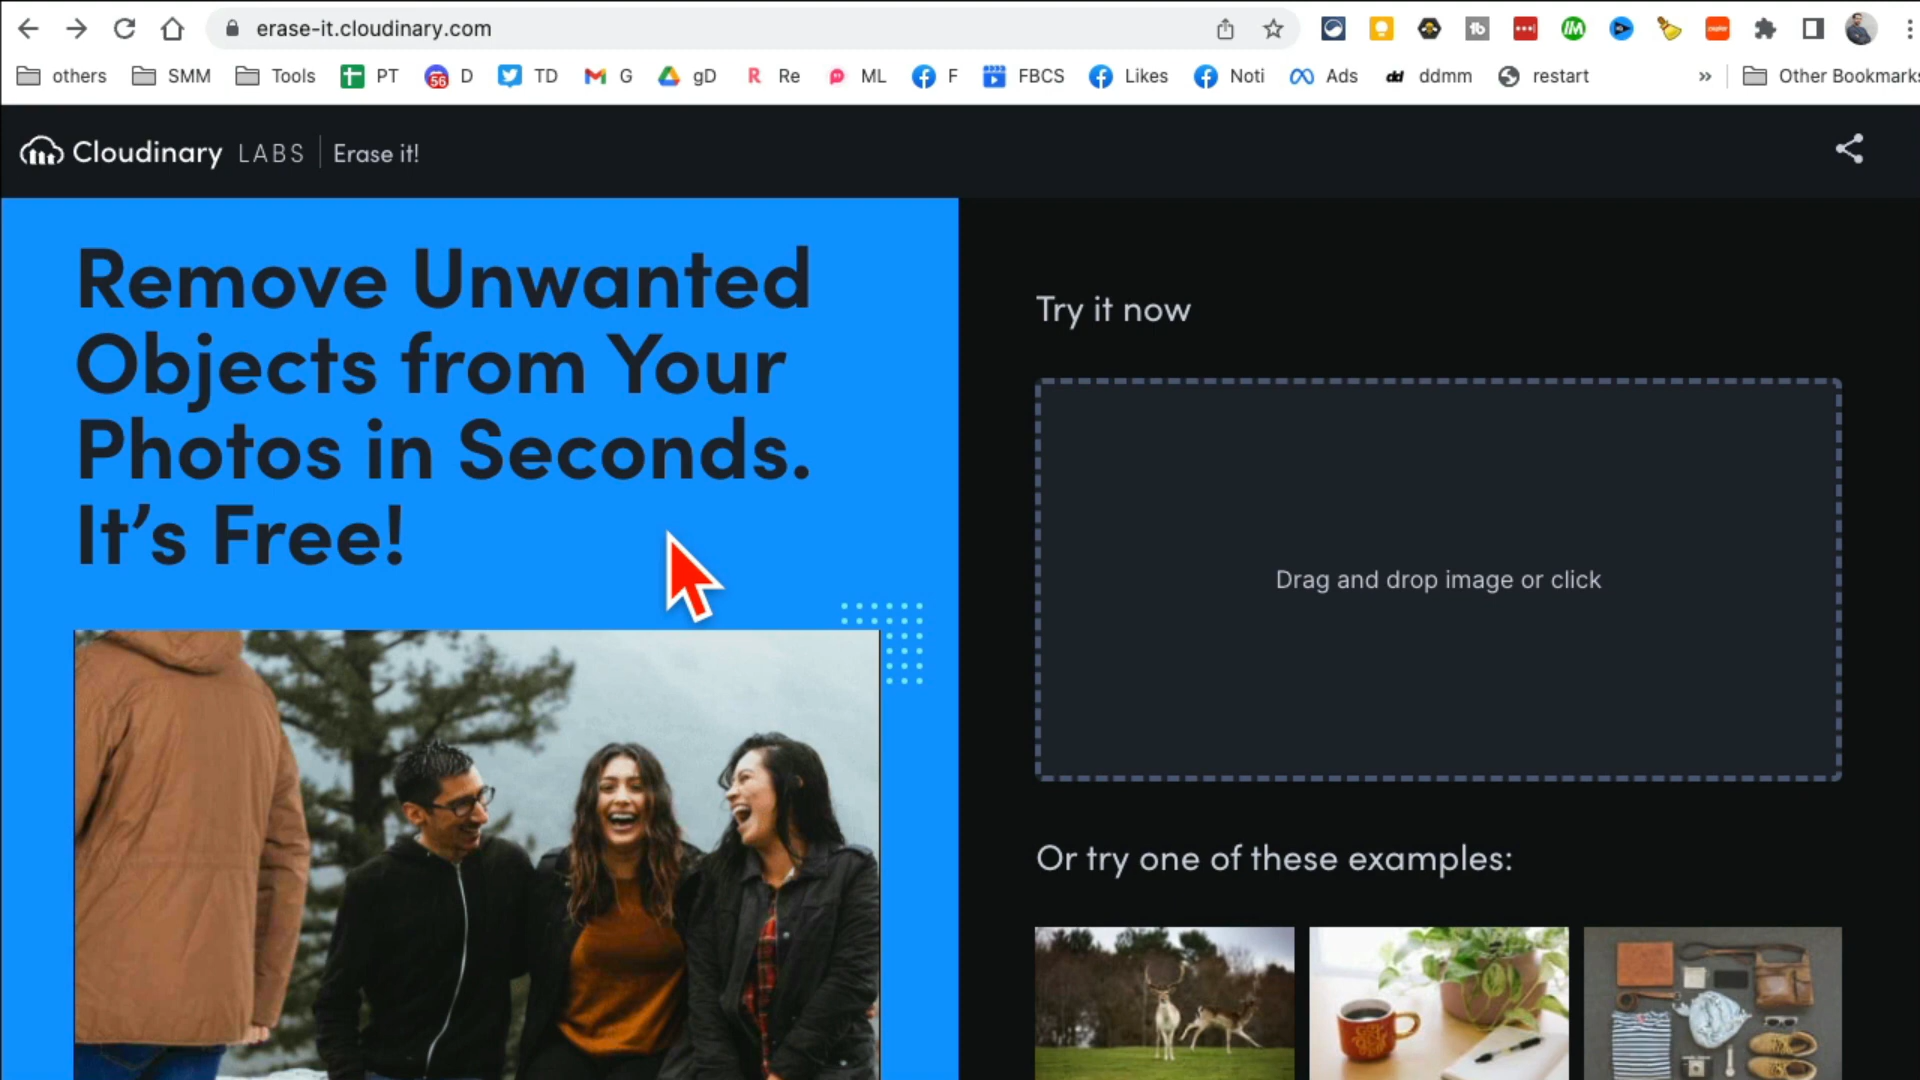 erase-it.cloudinary.com
others SMM Tools PT 56 D TD G gD R Re ML F FBCS Likes Noti Ads dd ddmm restart » Other Bookmarks
Cloudinary LABS Erase it!
Remove Unwanted
Objects from Your
Photos in Seconds.
It’s Free!
Try it now
Drag and drop image or click
Or try one of these examples: